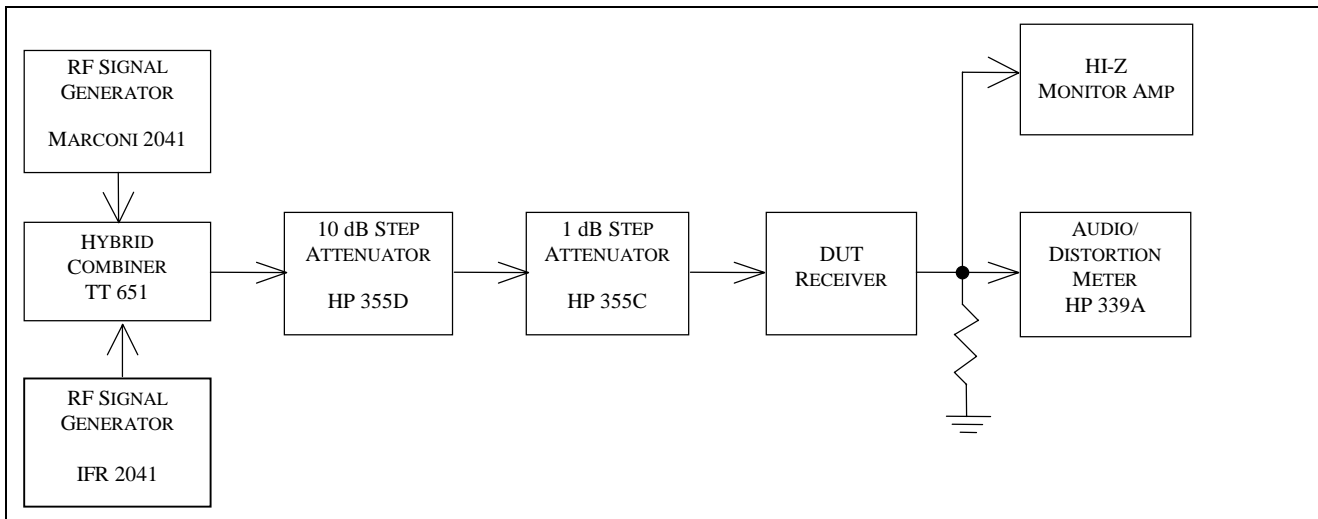 RF SIGNAL
GENERATOR
MARCONI 2041
HYBRID
COMBINER
TT 651
RF SIGNAL
GENERATOR
IFR 2041
10 dB STEP
ATTENUATOR
HP 355D
1 dB STEP
ATTENUATOR
HP 355C
DUT
RECEIVER
HI-Z
MONITOR AMP
AUDIO/
DISTORTION
METER
HP 339A